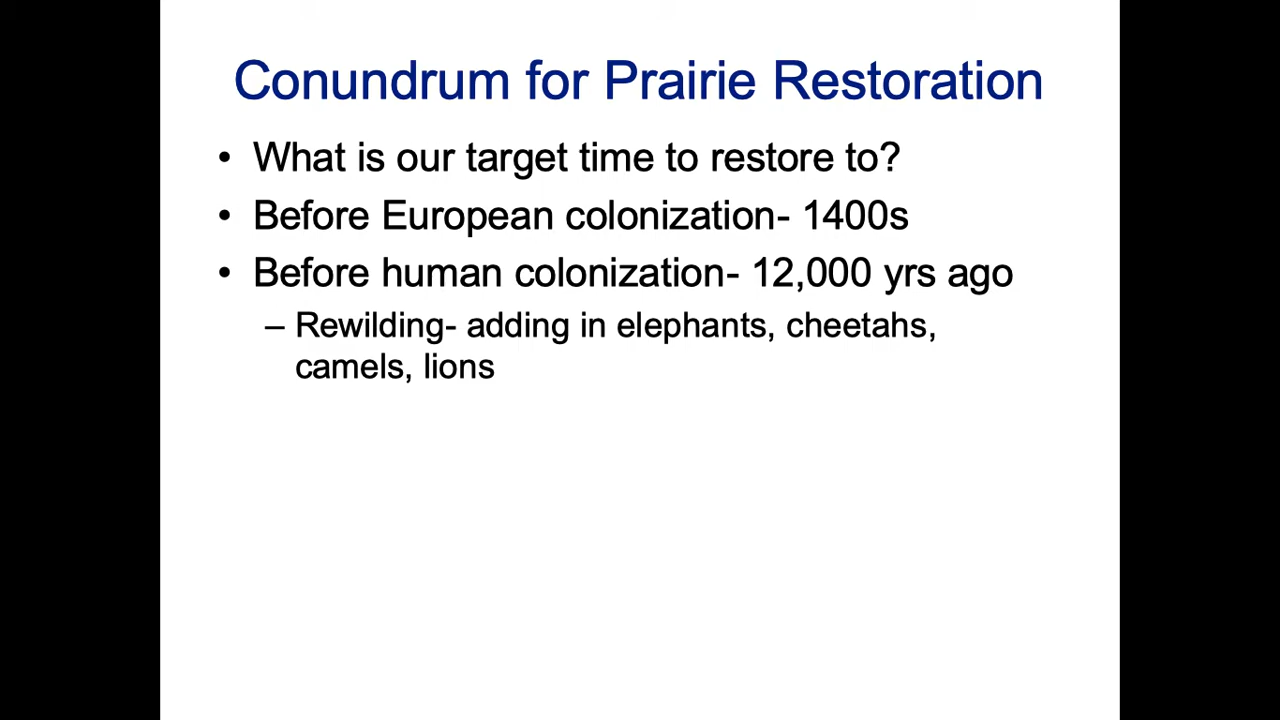 Conundrum for Prairie Restoration
• What is our target time to restore to?
• Before European colonization- 1400s
• Before human colonization- 12,000 yrs ago
– Rewilding- adding in elephants, cheetahs,
camels, lions